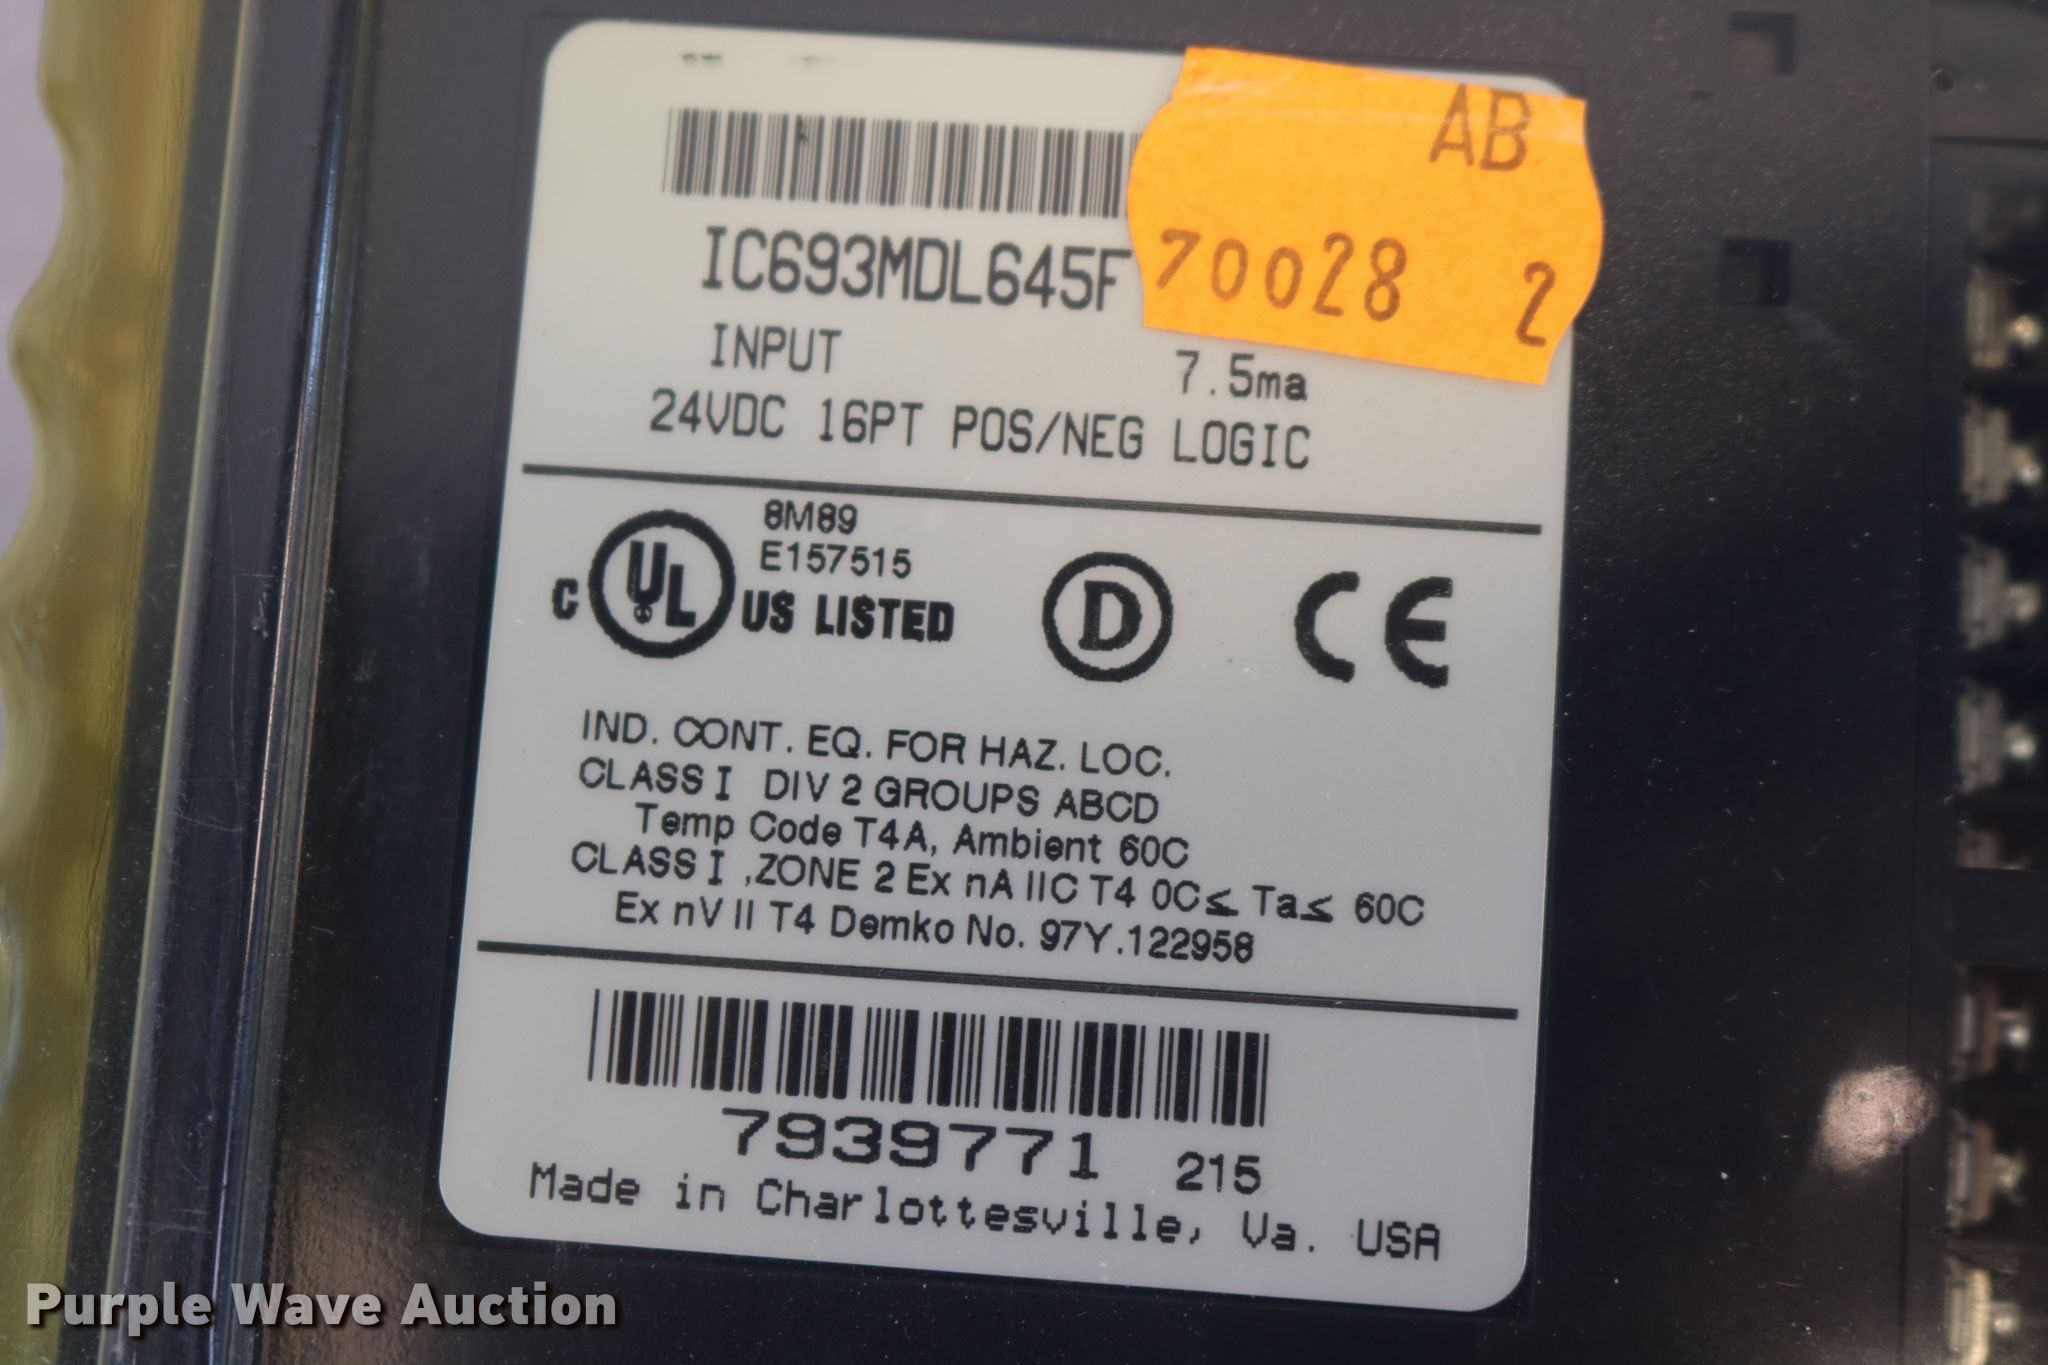 AB
70028 2
IC693MDL645F
INPUT 7.5ma
24VDC 16PT POS/NEG LOGIC
8M89
E157515
C UL US LISTED
D
CE
IND. CONT. EQ. FOR HAZ. LOC.
CLASS I DIV 2 GROUPS ABCD
Temp Code T4A, Ambient 60C
CLASS I ,ZONE 2 Ex nA IIC T4 0C≤ Ta≤ 60C
Ex nV II T4 Demko No. 97Y.122958
7939771 215
Made in Charlottesville, Va. USA
Purple Wave Auction